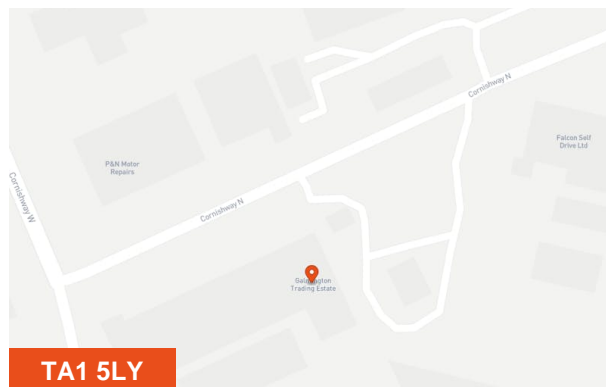 Cornishway N
P&N Motor
Repairs
Falcon Self
Drive Ltd
Cornishway W
Cornishway N
Trading Estate
TA1 5LY